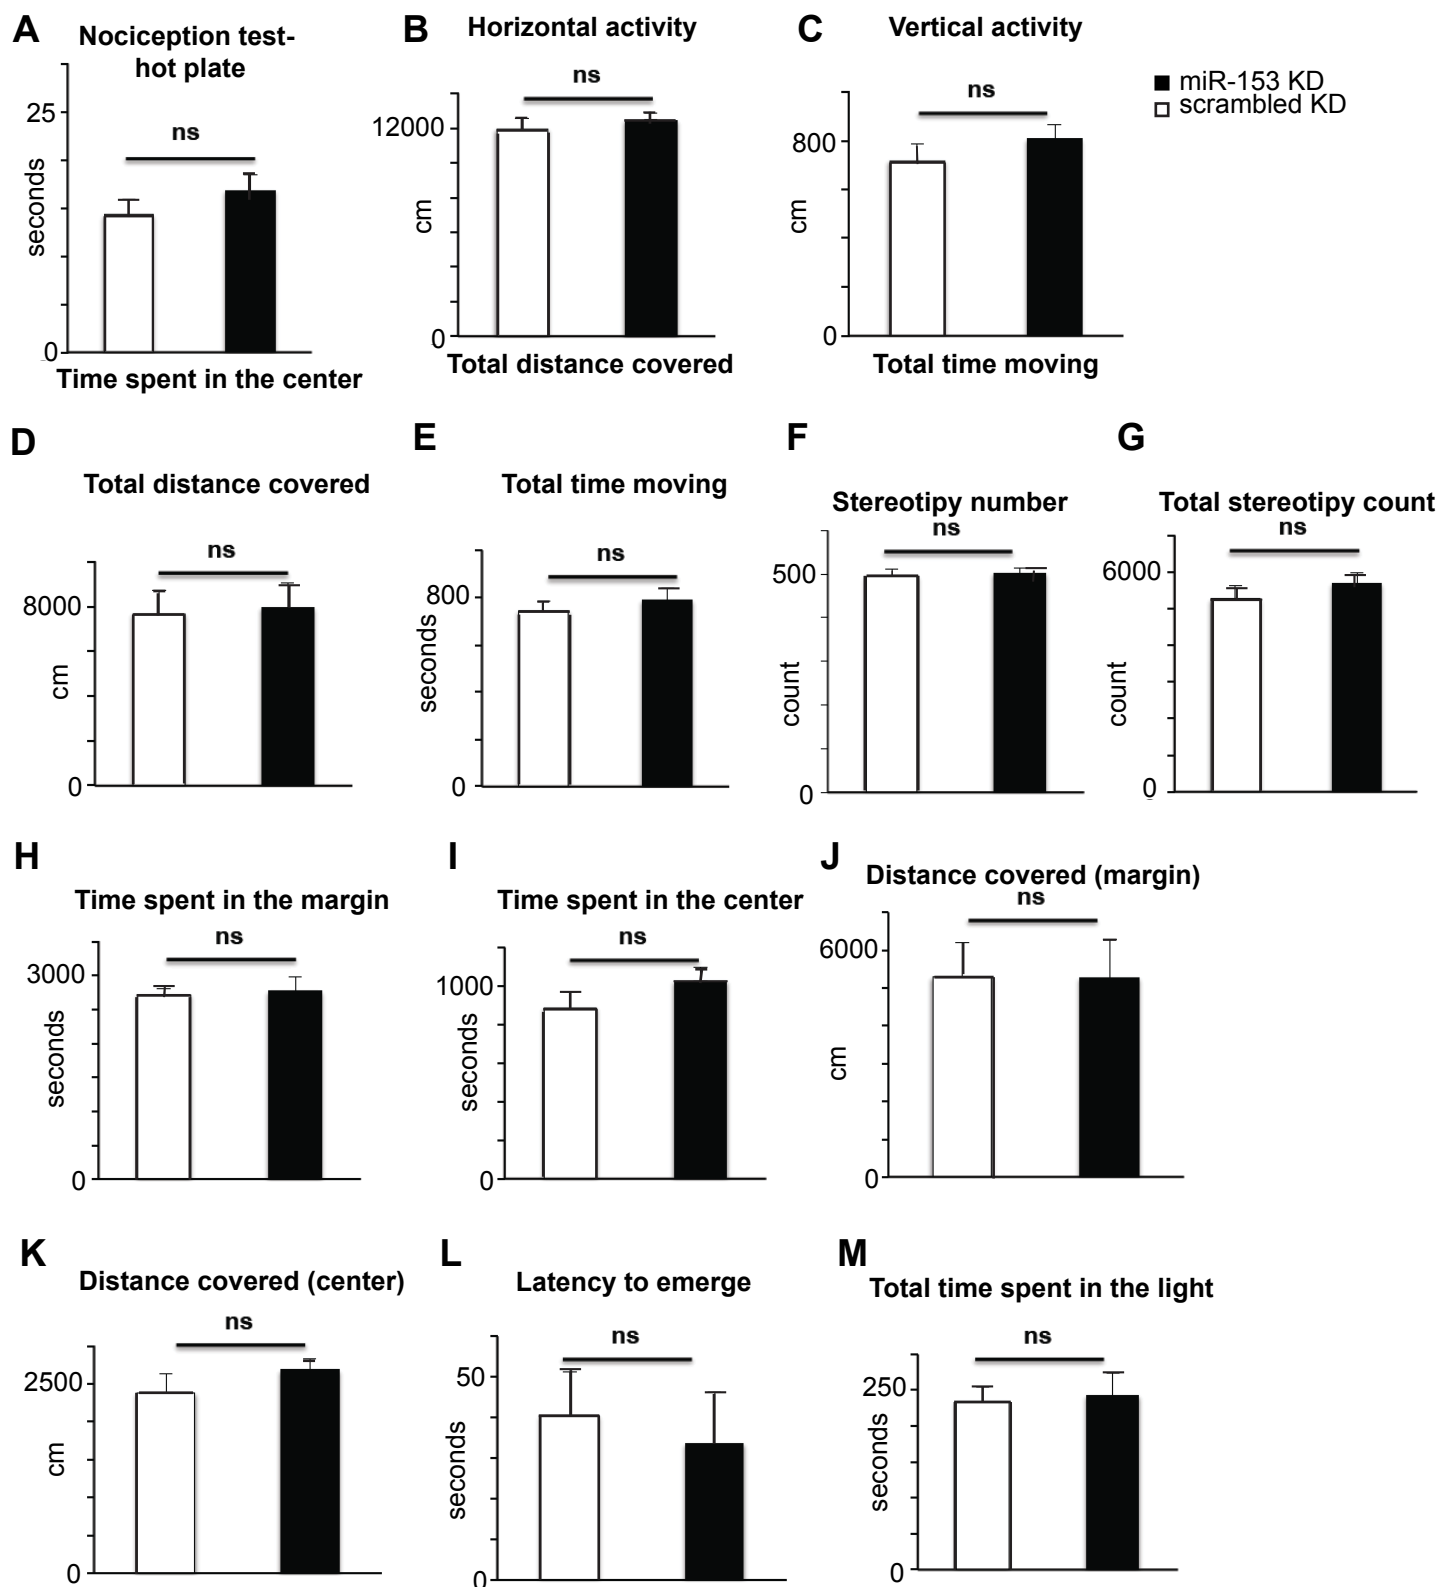 A
Nociception test-
hot plate
25
ns
seconds
0
Time spent in the center
B
Horizontal activity
ns
12000
cm
0
Total distance covered
C
Vertical activity
ns
800
cm
0
Total time moving
miR-153 KD
scrambled KD
D
Total distance covered
ns
8000
cm
0
E
Total time moving
ns
800
seconds
0
F
Stereotipy number
ns
500
count
0
G
Total stereotipy count
ns
6000
count
0
H
Time spent in the margin
ns
3000
seconds
0
I
Time spent in the center
ns
1000
seconds
0
J
Distance covered (margin)
ns
6000
cm
0
K
Distance covered (center)
ns
2500
cm
0
L
Latency to emerge
ns
50
seconds
0
M
Total time spent in the light
ns
250
seconds
0